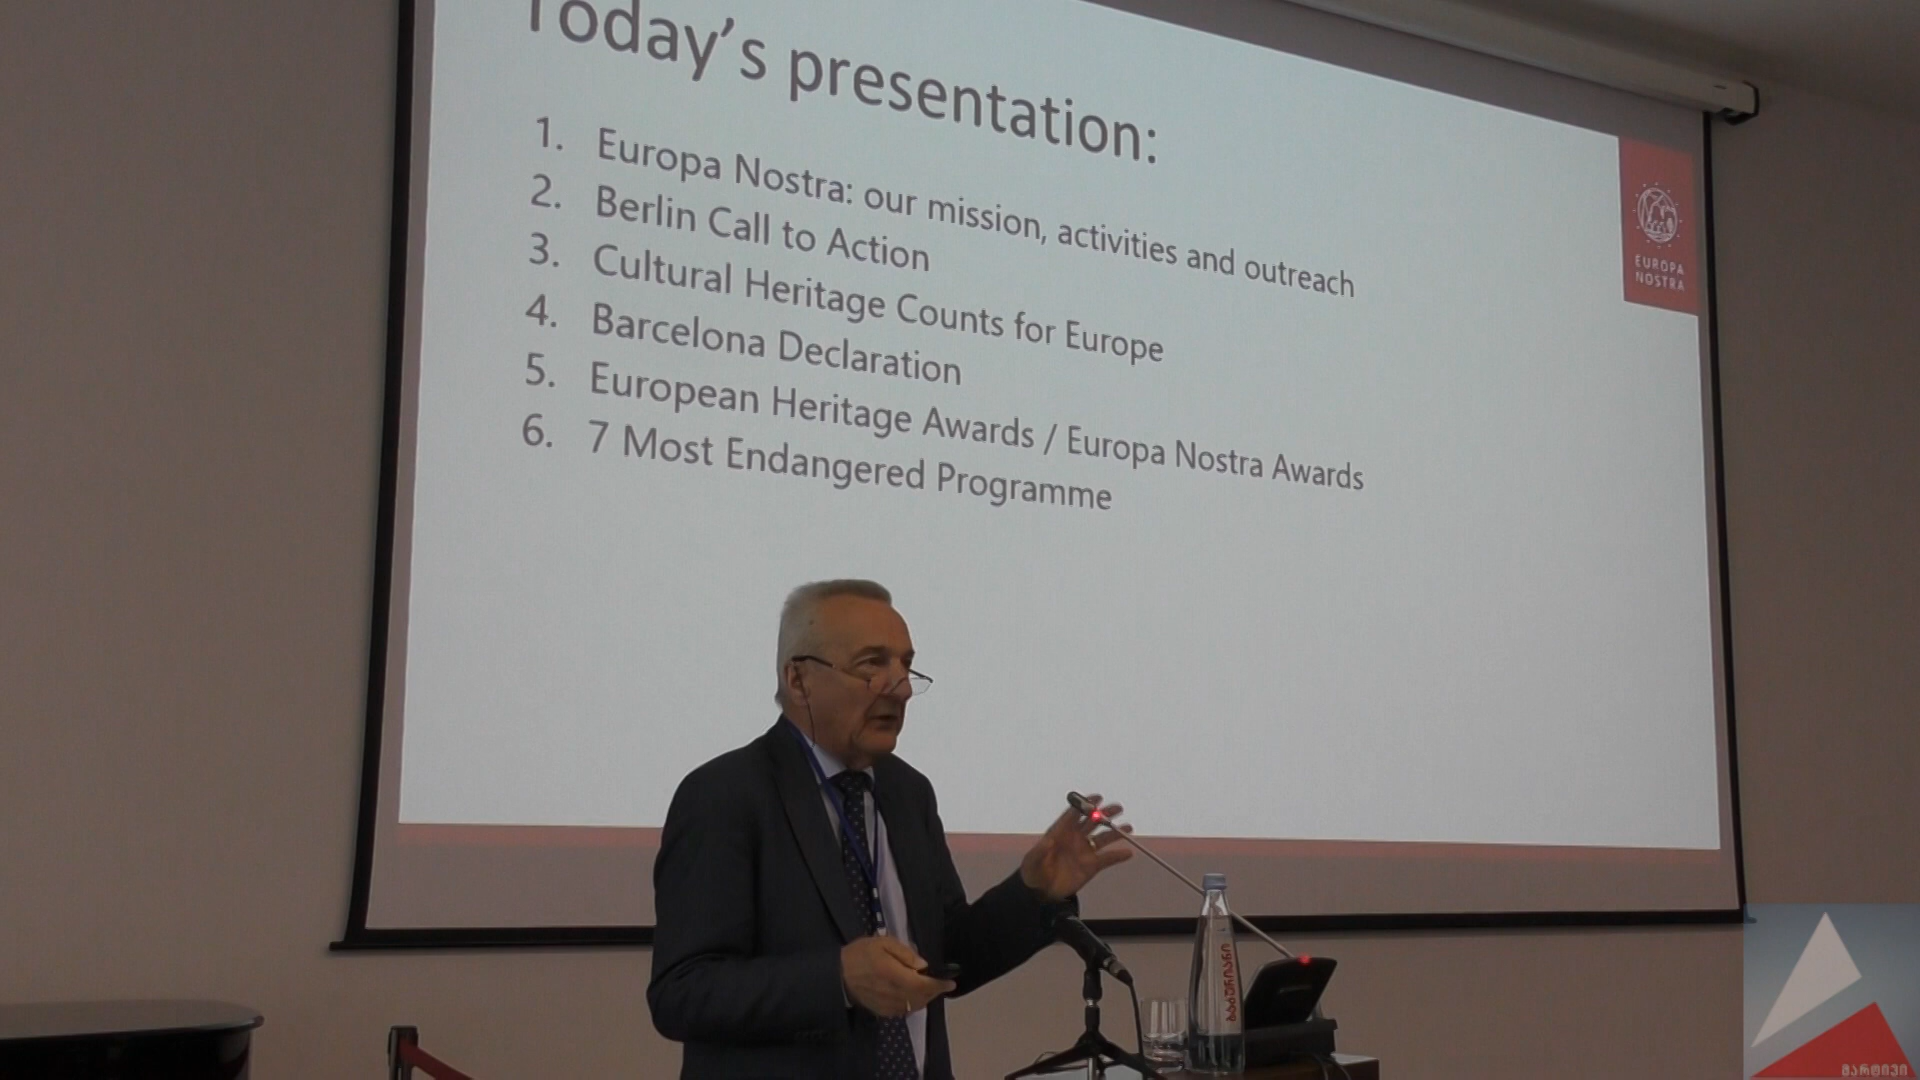 Today's presentation:
1. Europa Nostra: our mission, activities and outreach
2. Berlin Call to Action
3. Cultural Heritage Counts for Europe
4. Barcelona Declaration
5. European Heritage Awards / Europa Nostra Awards
6. 7 Most Endangered Programme
EUROPA
NOSTRA
მარტივი